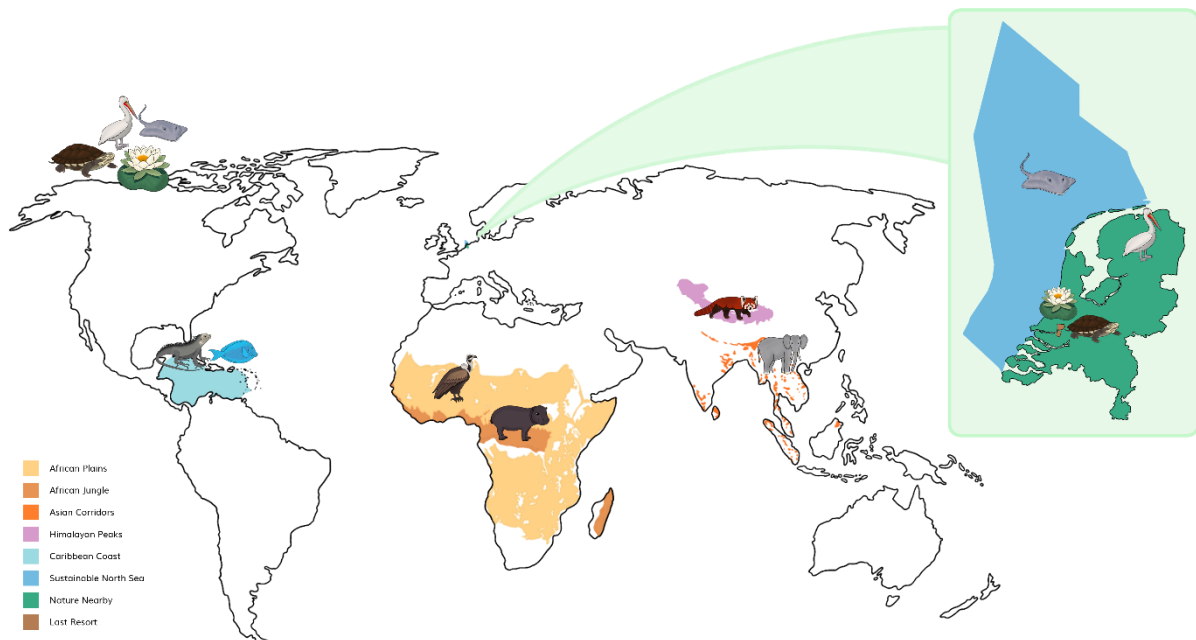 African Plains
African Jungle
Asian Corridors
Himalayan Peaks
Caribbean Coast
Sustainable North Sea
Nature Nearby
Last Resort